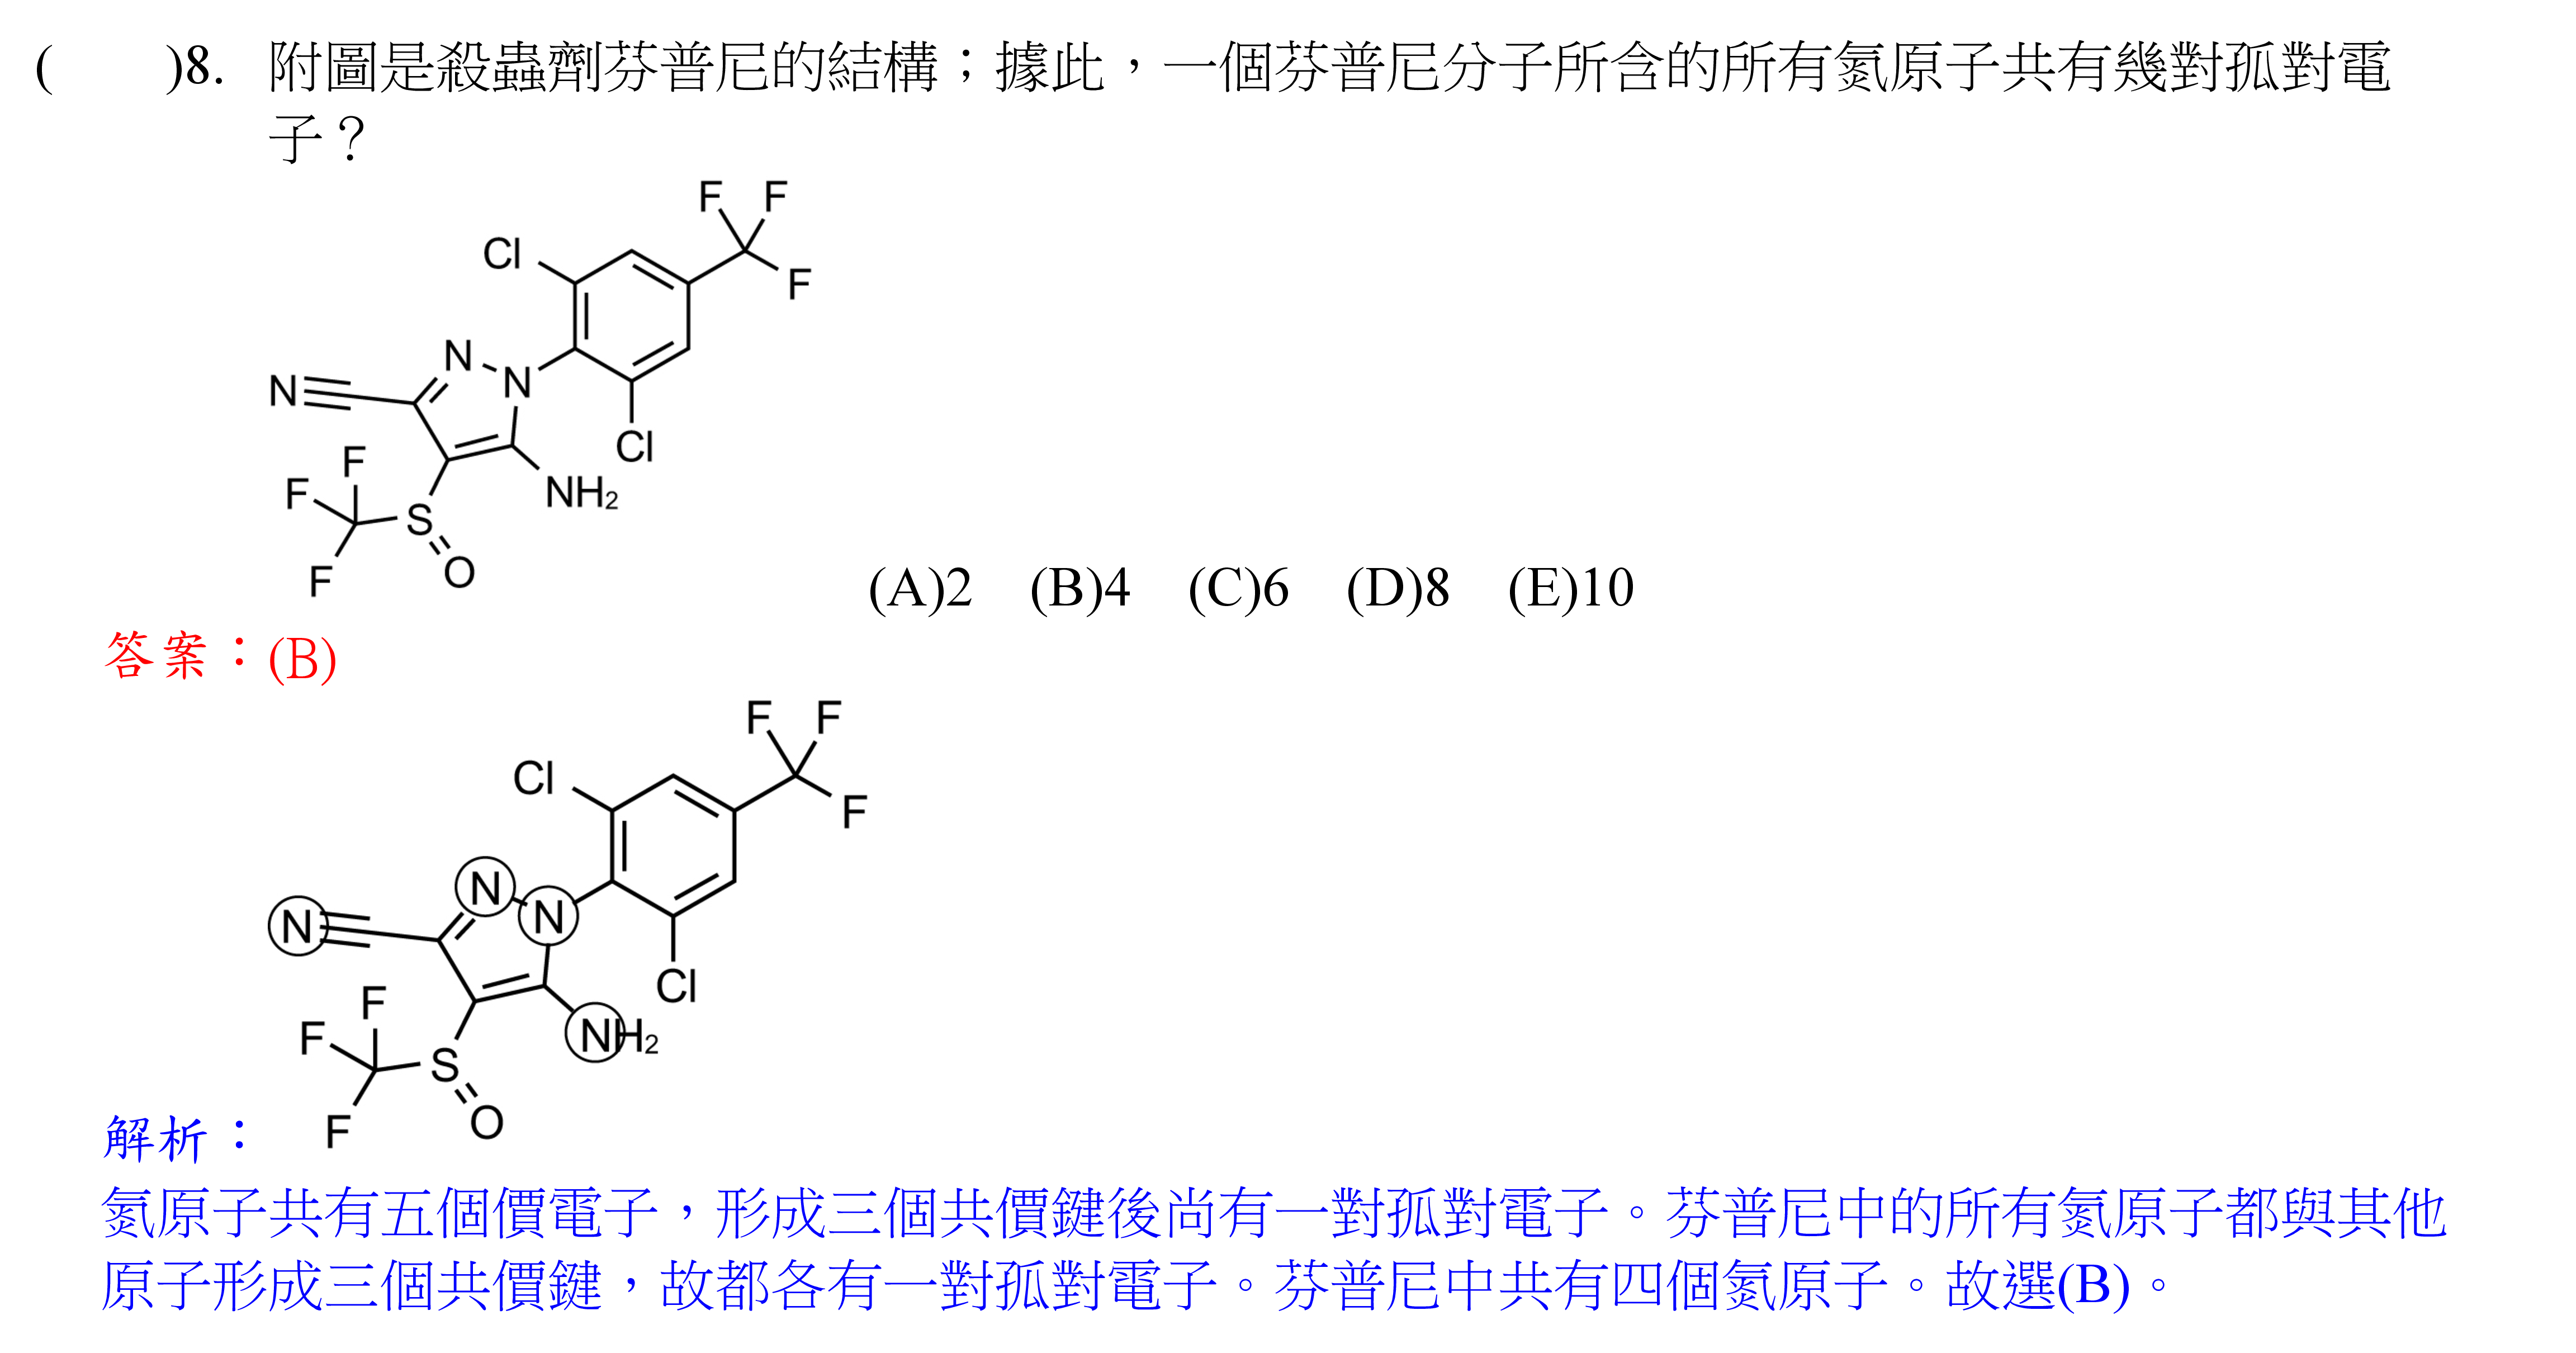 (　　)8. 附圖是殺蟲劑芬普尼的結構；據此，一個芬普尼分子所含的所有氮原子共有幾對孤對電
子？
F F
Cl
F
N
N
N
Cl
F
NH2
F
S
F
O
(A)2　(B)4　(C)6　(D)8　(E)10
答案：(B)
F F
Cl
F
N
N
N
Cl
F
NH2
F
S
F
O
解析：
氮原子共有五個價電子，形成三個共價鍵後尚有一對孤對電子。芬普尼中的所有氮原子都與其他
原子形成三個共價鍵，故都各有一對孤對電子。芬普尼中共有四個氮原子。故選(B)。